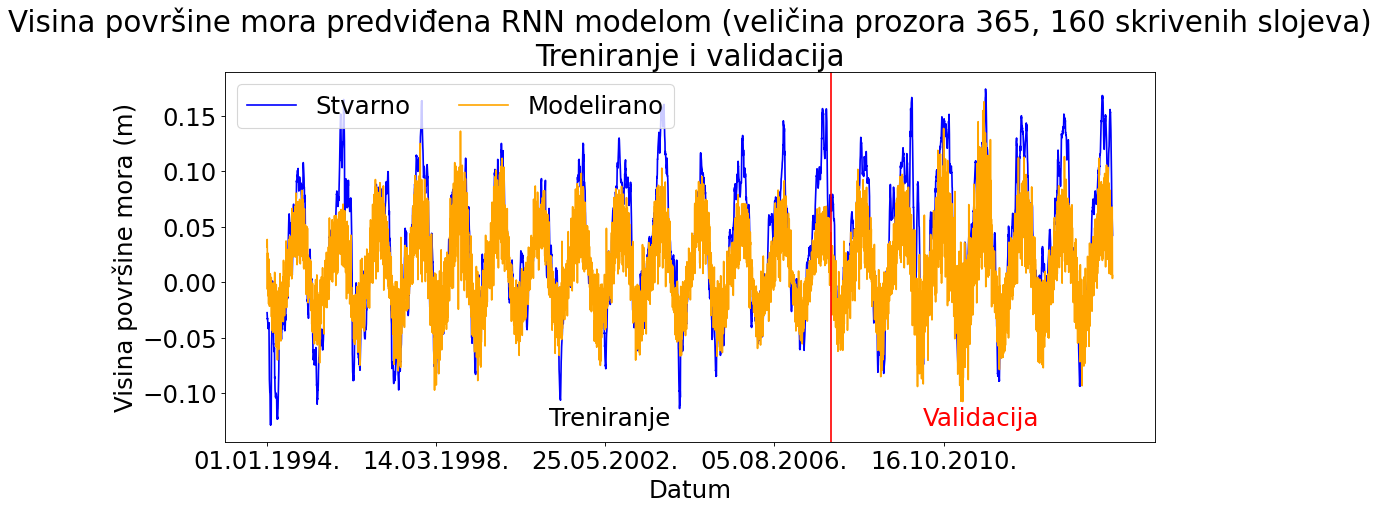 Visina površine mora predviđena RNN modelom (veličina prozora 365, 160 skrivenih slojeva)
Treniranje i validacija
Stvarno Modelirano
Visina površine mora (m)
0.15
0.10
0.05
0.00
−0.05
−0.10
Treniranje Validacija
01.01.1994. 14.03.1998. 25.05.2002. 05.08.2006. 16.10.2010.
Datum